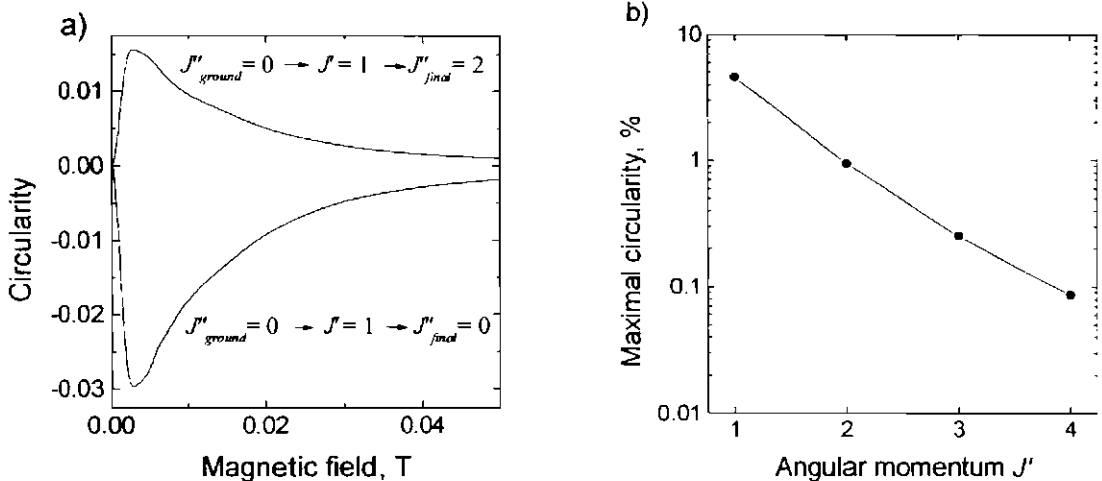 a)
J″ground = 0 → J′ = 1 → J″final = 2
0.01
0.00
-0.01
-0.02
-0.03
J″ground = 0 → J′ = 1 → J″final = 0
0.00
0.02
0.04
Circularity
Magnetic field, T
b)
10
1
0.1
0.01
1
2
3
4
Maximal circularity, %
Angular momentum J′